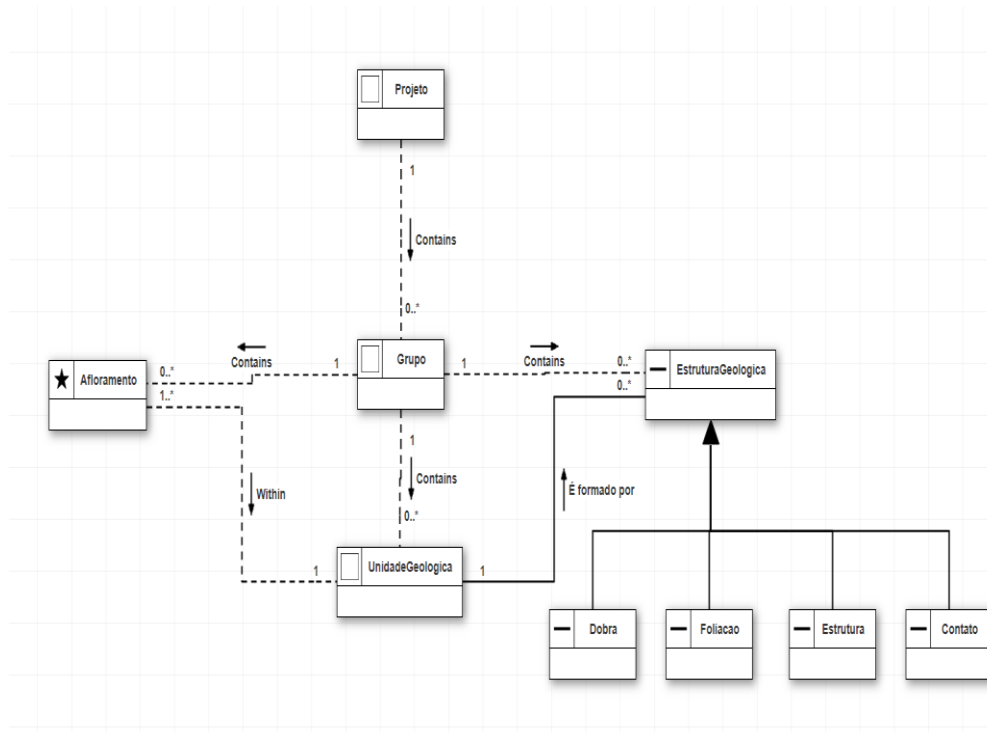 Projeto
1
Contains
0..*
Contains
Contains
0..*
1
Grupo
1
0..*
Afloramento
EstruturaGeologica
1..*
0..*
1
Contains
Within
É formado por
0..*
1
UnidadeGeologica
1
Dobra
Foliacao
Estrutura
Contato